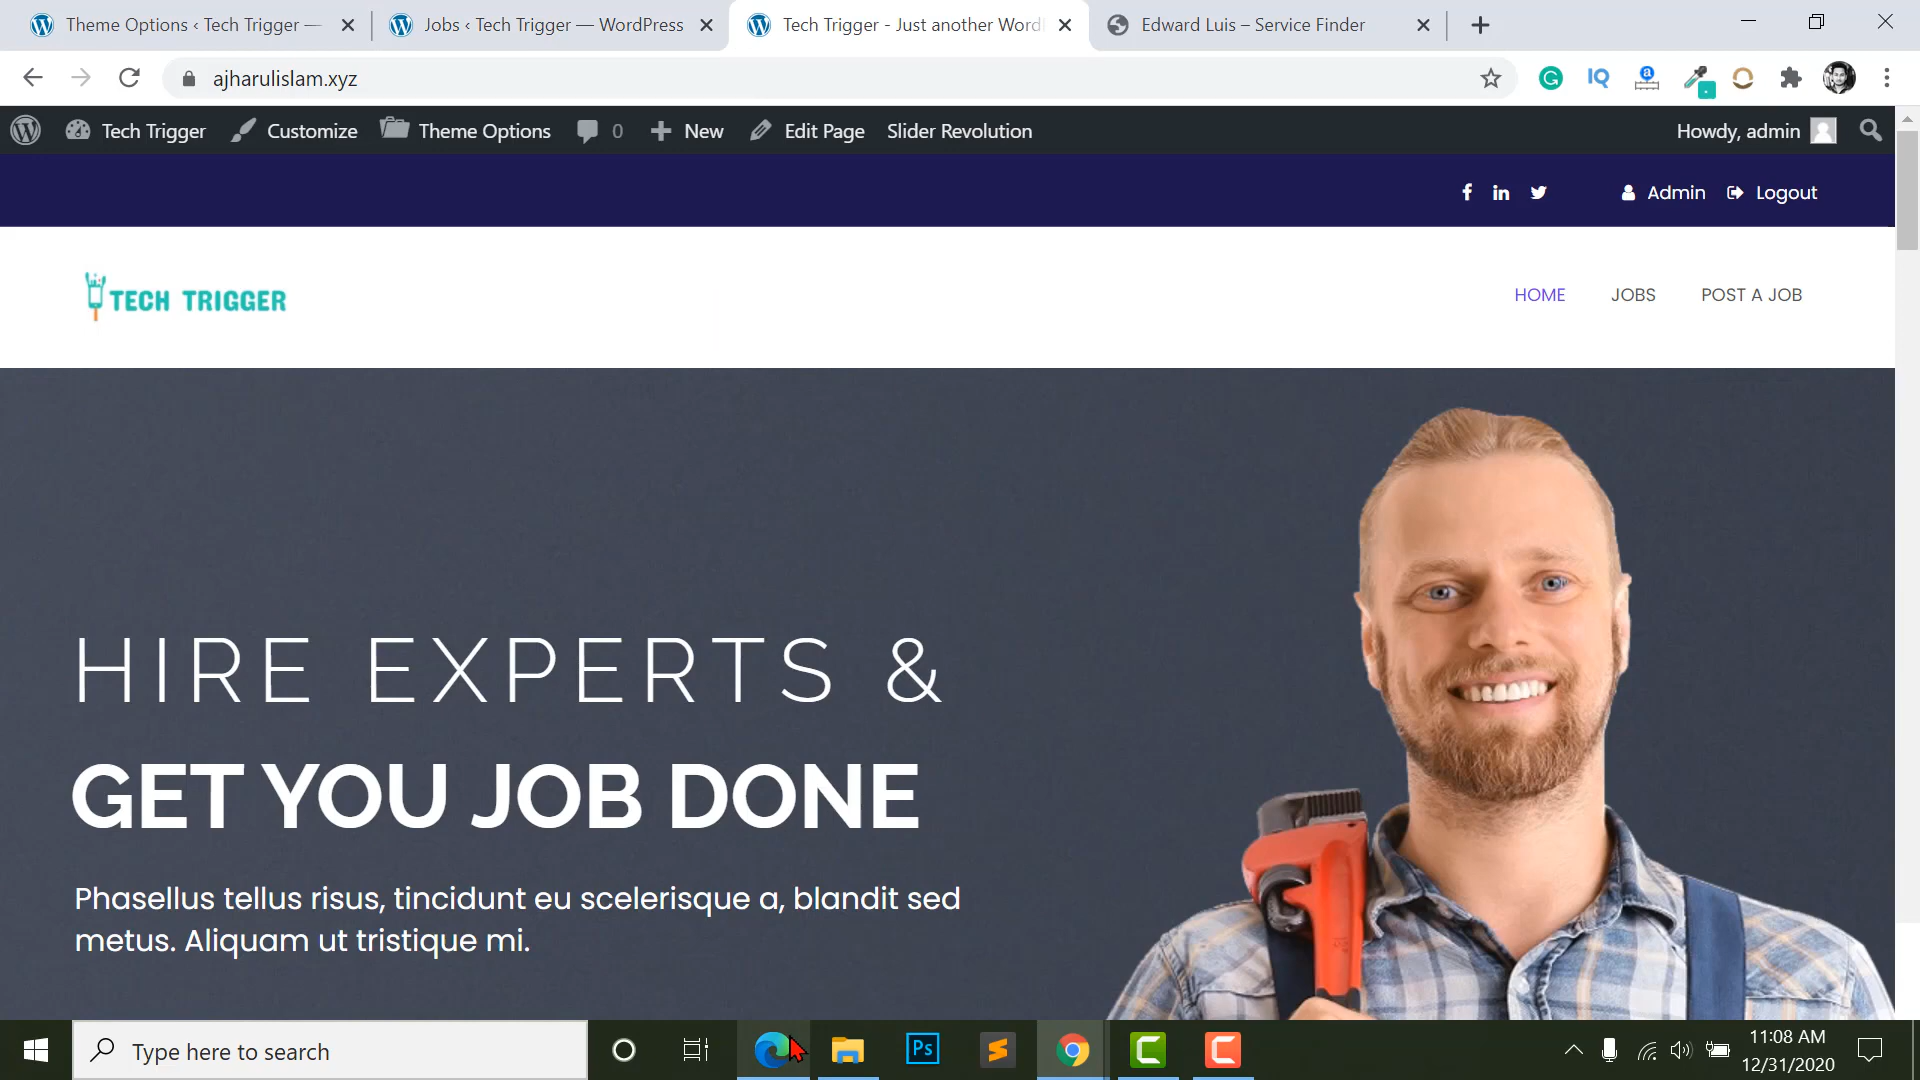 Theme Options ‹ Tech Trigger —
Jobs ‹ Tech Trigger — WordPress
Tech Trigger - Just another Word
Edward Luis – Service Finder
ajharulislam.xyz
Tech Trigger
Customize
Theme Options
0
New
Edit Page
Slider Revolution
Howdy, admin
Admin
Logout
TECH TRIGGER
HOME
JOBS
POST A JOB
HIRE EXPERTS &
GET YOU JOB DONE
Phasellus tellus risus, tincidunt eu scelerisque a, blandit sed
metus. Aliquam ut tristique mi.
Type here to search
Ps
11:08 AM
12/31/2020